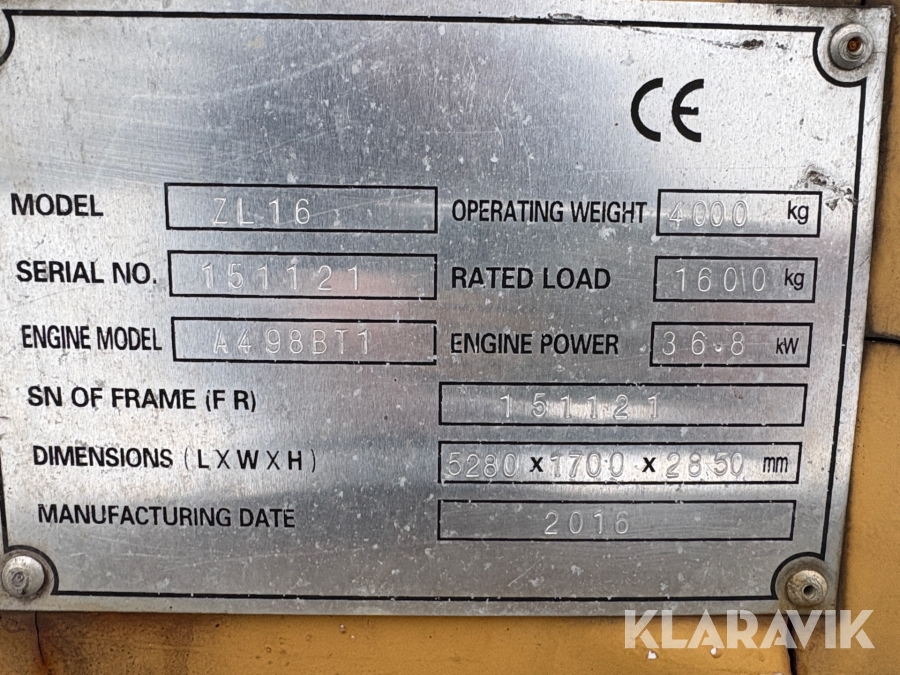 CE
MODEL ZL16 OPERATING WEIGHT 4000 kg
SERIAL NO. 151121 RATED LOAD 1600 kg
ENGINE MODEL A498BT1 ENGINE POWER 36.8 kW
SN OF FRAME (F R) 151121
DIMENSIONS (L X W X H) 5280 x 1700 x 2850 mm
MANUFACTURING DATE 2016
KLARAVIK